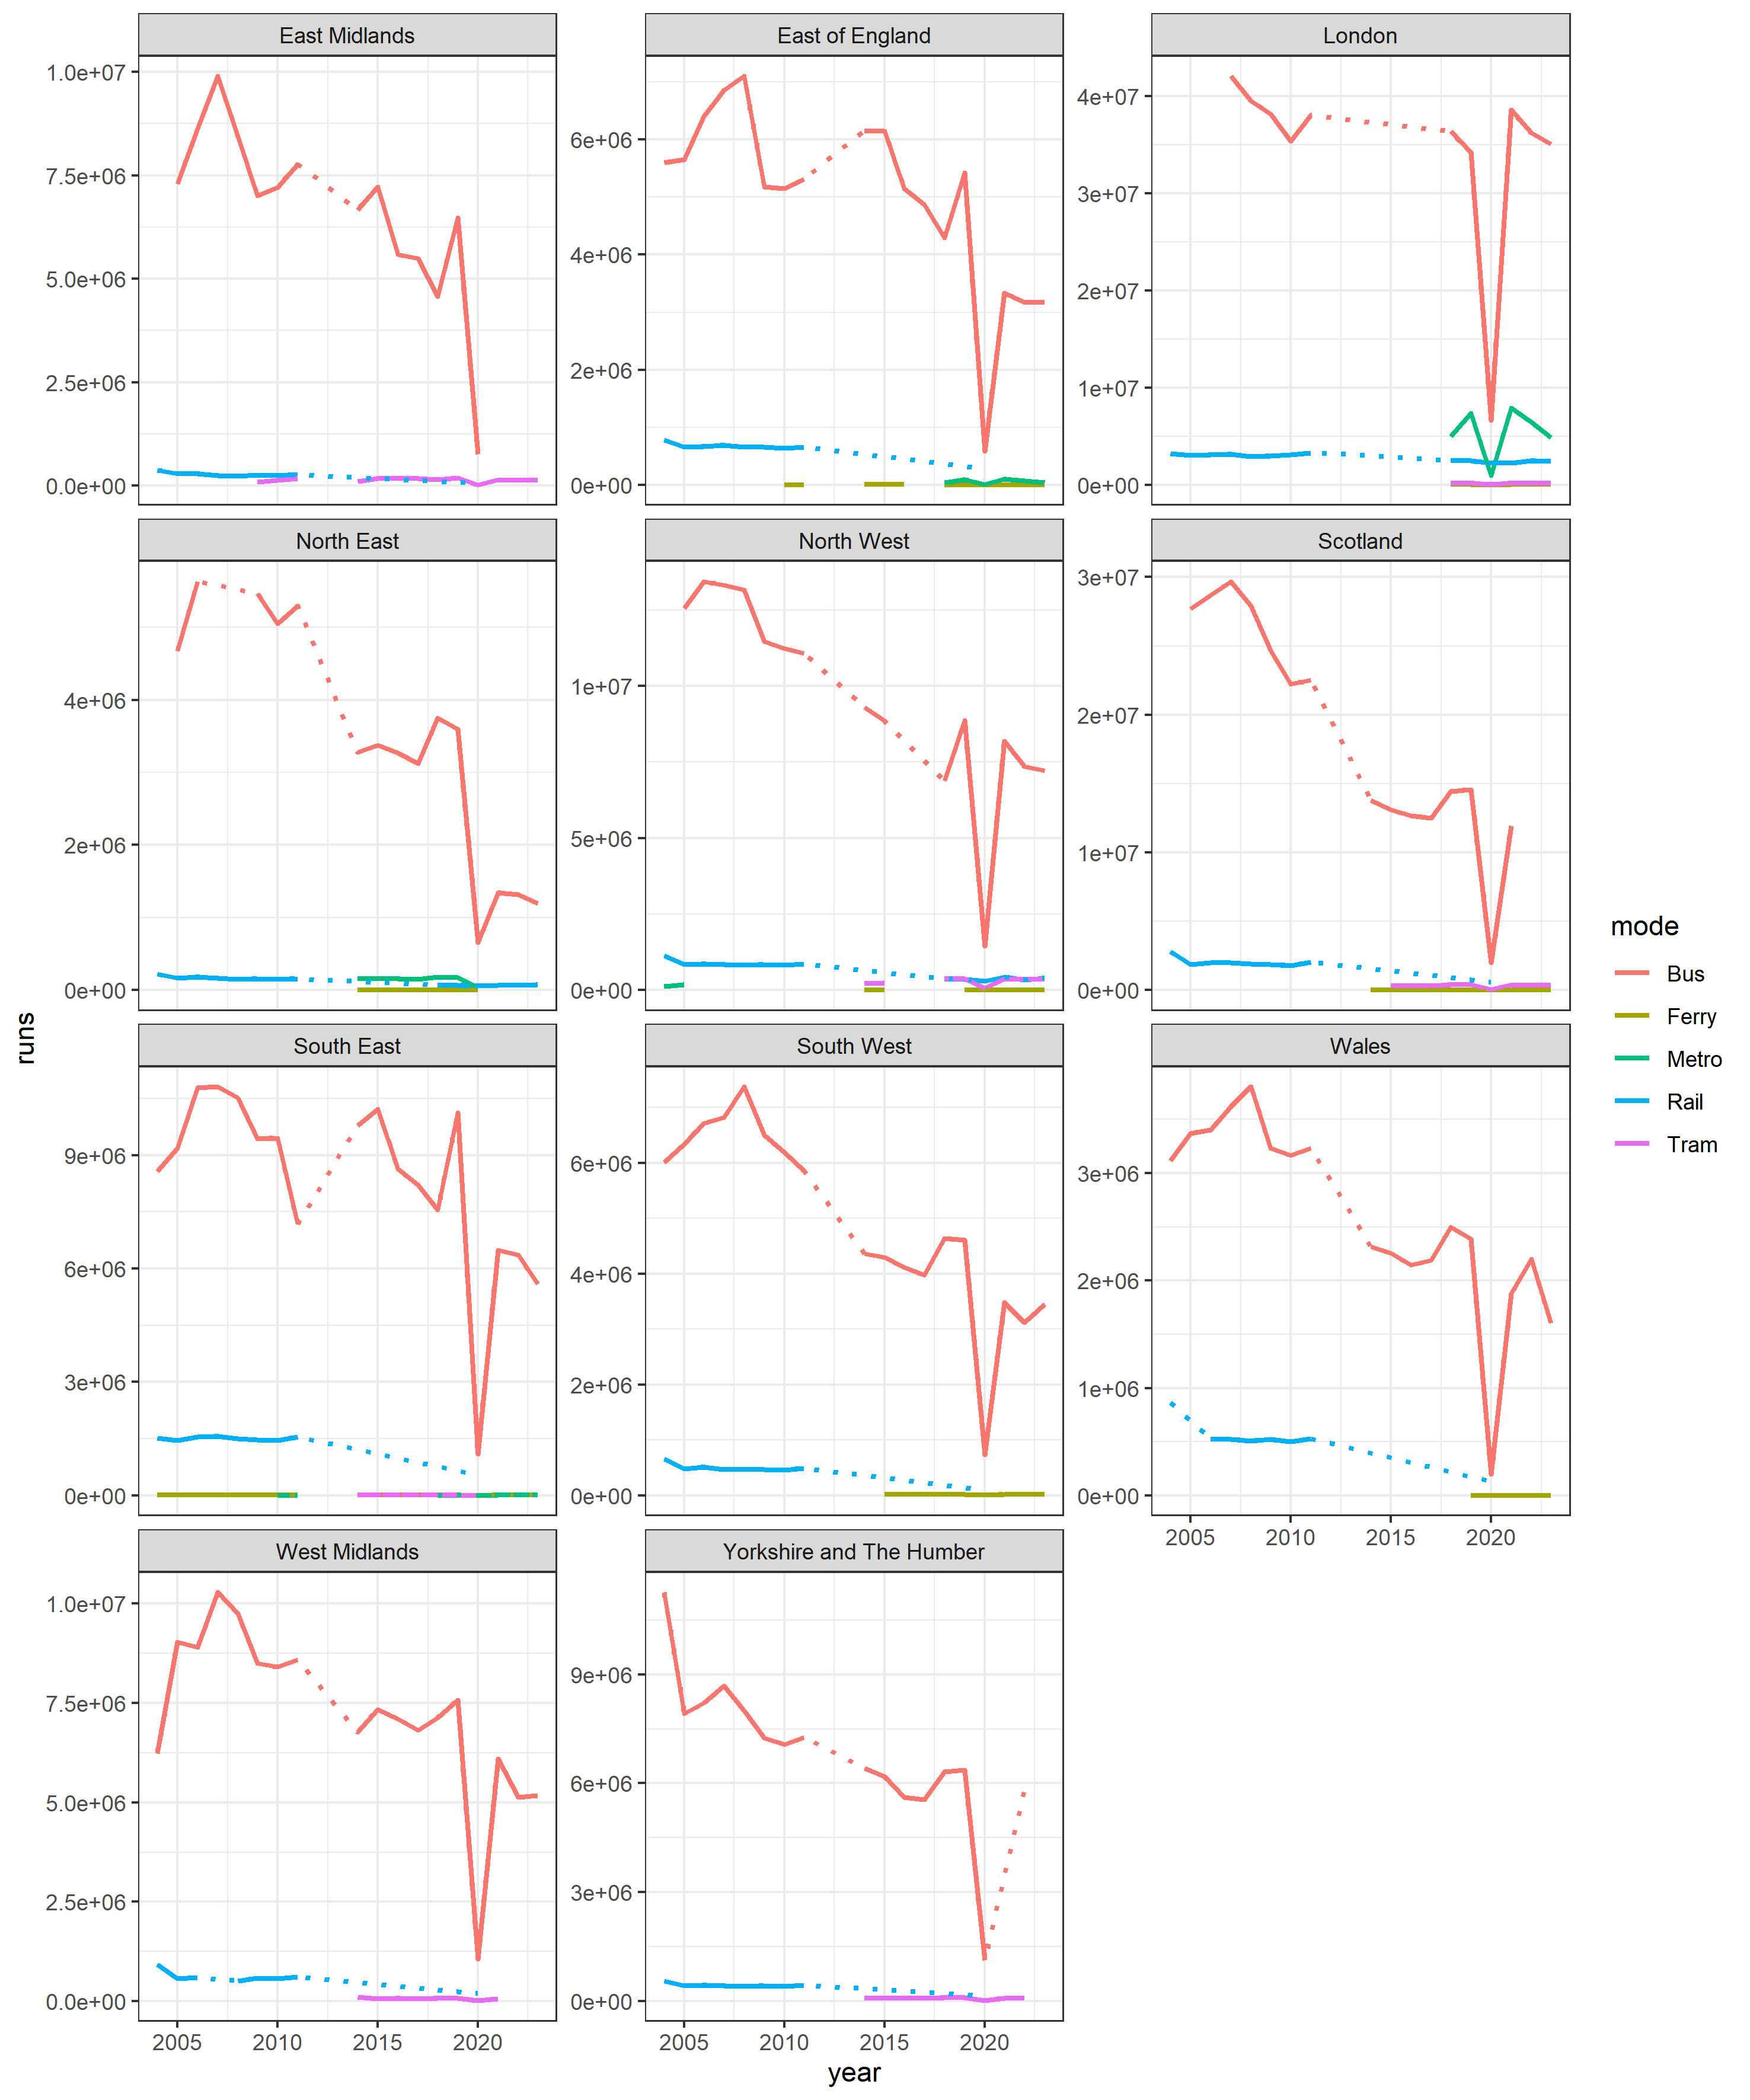 East Midlands
East of England
London
1.0e+07
7.5e+06
5.0e+06
2.5e+06
0.0e+00
6e+06
4e+06
2e+06
0e+00
4e+07
3e+07
2e+07
1e+07
0e+00
North East
North West
Scotland
4e+06
2e+06
0e+00
1e+07
5e+06
0e+00
3e+07
2e+07
1e+07
0e+00
South East
South West
Wales
9e+06
6e+06
3e+06
0e+00
6e+06
4e+06
2e+06
0e+00
3e+06
2e+06
1e+06
0e+00
2005 2010 2015 2020
West Midlands
Yorkshire and The Humber
1.0e+07
7.5e+06
5.0e+06
2.5e+06
0.0e+00
9e+06
6e+06
3e+06
0e+00
2005 2010 2015 2020
2005 2010 2015 2020
year
runs
mode
Bus
Ferry
Metro
Rail
Tram